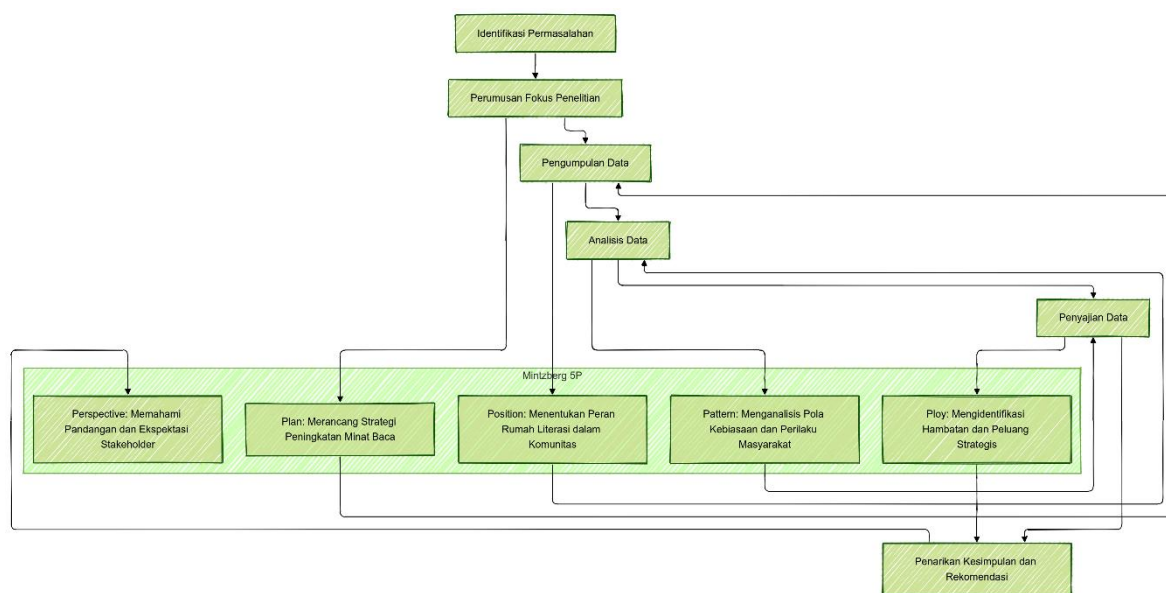 Identifikasi Permasalahan
Perumusan Fokus Penelitian
Pengumpulan Data
Analisis Data
Penyajian Data
Mintzberg 5P
Perspective: Memahami
Pandangan dan Ekspektasi
Stakeholder
Plan: Merancang Strategi
Peningkatan Minat Baca
Position: Menentukan Peran
Rumah Literasi dalam
Komunitas
Pattern: Menganalisis Pola
Kebiasaan dan Perilaku
Masyarakat
Ploy: Mengidentifikasi
Hambatan dan Peluang
Strategis
Penarikan Kesimpulan dan
Rekomendasi